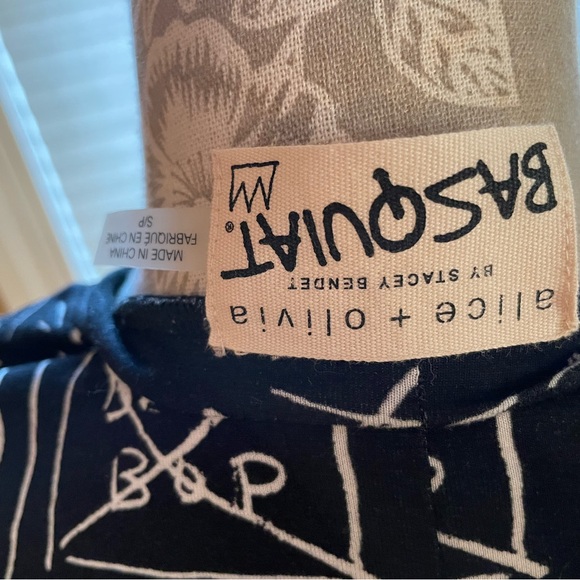 alice + olivia
BY STACEY BENDET
BASQUIAT®
MADE IN CHINA
FABRIQUE EN CHINE
S/P
BOP